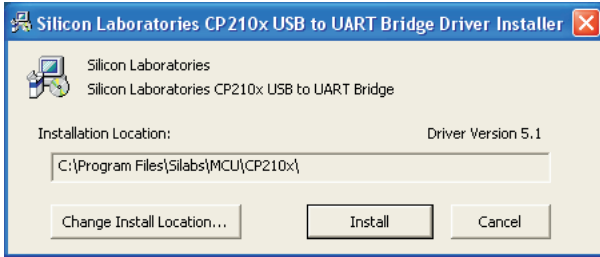 Silicon Laboratories CP210x USB to UART Bridge Driver Installer
Silicon Laboratories
Silicon Laboratories CP210x USB to UART Bridge
Installation Location:
Driver Version 5.1
C:\Program Files\Silabs\MCU\CP210x\
Change Install Location...
Install
Cancel